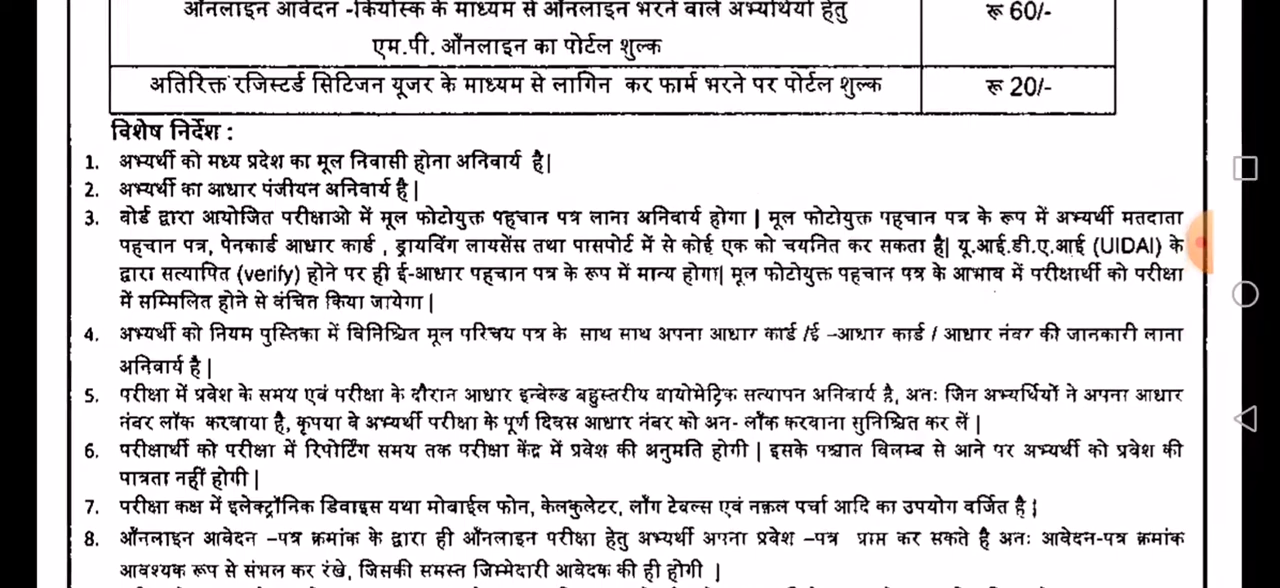 ऑनलाइन आवेदन -कियोस्क के माध्यम से ऑनलाइन भरने वाले अभ्यर्थियों हेतु रू 60/-
एम.पी. ऑनलाइन का पोर्टल शुल्क
अतिरिक्त रजिस्टर्ड सिटिजन यूजर के माध्यम से लागिन कर फार्म भरने पर पोर्टल शुल्क रू 20/-
विशेष निर्देश :
1. अभ्यर्थी को मध्य प्रदेश का मूल निवासी होना अनिवार्य है|
2. अभ्यर्थी का आधार पंजीयन अनिवार्य है |
3. बोर्ड द्वारा आयोजित परीक्षाओ में मूल फोटोयुक्त पहचान पत्र लाना अनिवार्य होगा | मूल फोटोयुक्त पहचान पत्र के रूप में अभ्यर्थी मतदाता
पहचान पत्र, पेनकार्ड आधार कार्ड , ड्रायविंग लायसेंस तथा पासपोर्ट में से कोई एक को चयनित कर सकता है| यू.आई.डी.ए.आई (UIDAI) के
द्वारा सत्यापित (verify) होने पर ही ई-आधार पहचान पत्र के रूप में मान्य होगा| मूल फोटोयुक्त पहचान पत्र के आभाव में परीक्षार्थी को परीक्षा
में सम्मिलित होने से वंचित किया जायेगा |
4. अभ्यर्थी को नियम पुस्तिका में विनिश्चित मूल परिचय पत्र के साथ साथ अपना आधार कार्ड /ई –आधार कार्ड / आधार नंबर की जानकारी लाना
अनिवार्य है |
5. परीक्षा में प्रवेश के समय एवं परीक्षा के दौरान आधार इन्बेल्ड बहुस्तरीय बायोमेट्रिक सत्यापन अनिवार्य है, अतः जिन अभ्यर्थियों ने अपना आधार
नंबर लॉक करवाया है, कृपया वे अभ्यर्थी परीक्षा के पूर्ण दिवस आधार नंबर को अन- लॉक करवाना सुनिश्चित कर लें |
6. परीक्षार्थी को परीक्षा में रिपोर्टिंग समय तक परीक्षा केंद्र में प्रवेश की अनुमति होगी | इसके पश्चात विलम्ब से आने पर अभ्यर्थी को प्रवेश की
पात्रता नहीं होगी |
7. परीक्षा कक्ष में इलेक्ट्रॉनिक डिवाइस यथा मोबाईल फोन, केलकुलेटर, लॉग टेबल्स एवं नक़ल पर्चा आदि का उपयोग वर्जित है |
8. ऑनलाइन आवेदन –पत्र क्रमांक के द्वारा ही ऑनलाइन परीक्षा हेतु अभ्यर्थी अपना प्रवेश –पत्र प्राप्त कर सकते है अतः आवेदन-पत्र क्रमांक
आवश्यक रूप से संभल कर रंखे, जिसकी समस्त जिम्मेदारी आवेदक की ही होगी |